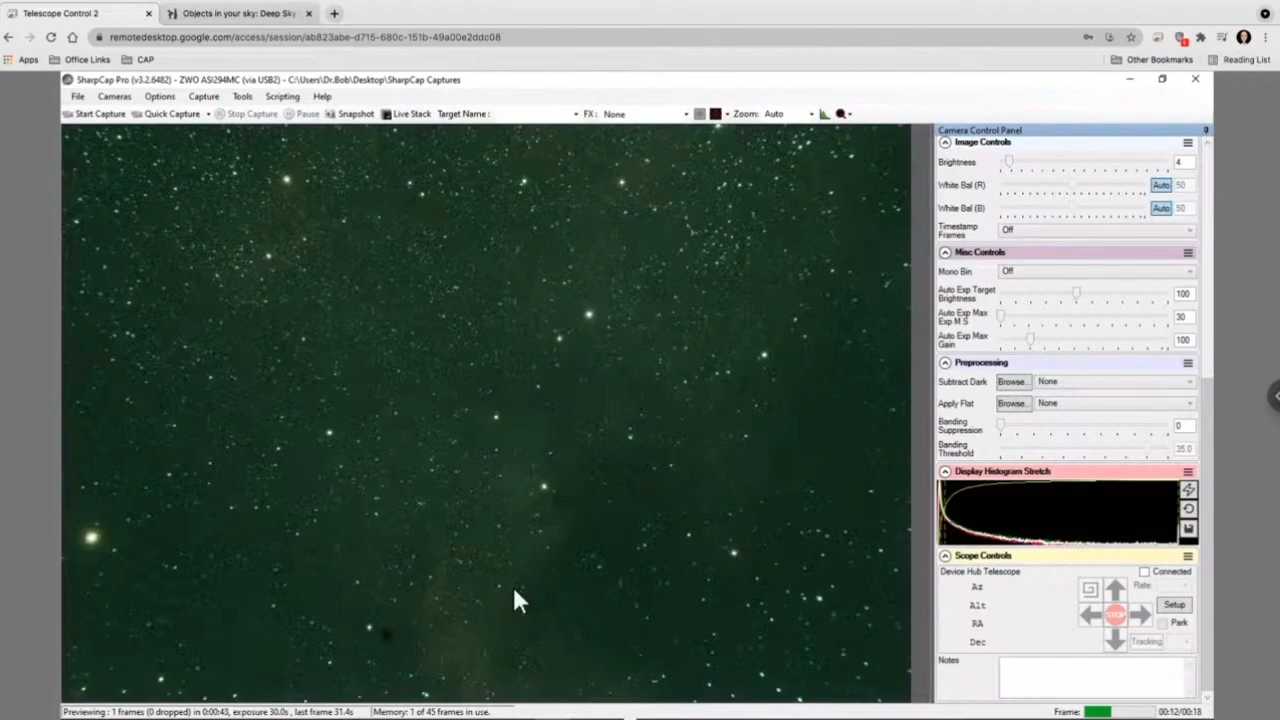 Telescope Control 2
Objects in your sky: Deep Sky
remotedesktop.google.com/access/session/ab823abe-d715-680c-151b-49a00e2ddc08
Apps Office Links CAP Other Bookmarks Reading List
SharpCap Pro (v3.2.6482) - ZWO ASI294MC (via USB2) - C:\Users\Dr.Bob\Desktop\SharpCap Captures
File Cameras Options Capture Tools Scripting Help
Start Capture Quick Capture Stop Capture Pause Snapshot Live Stack Target Name : FX: None Zoom: Auto
Camera Control Panel
Image Controls
Brightness 4
White Bal (R) Auto 50
White Bal (B) Auto 50
Timestamp Frames Off
Misc Controls
Mono Bin Off
Auto Exp Target Brightness 100
Auto Exp Max Exp M S 30
Auto Exp Max Gain 100
Preprocessing
Subtract Dark Browse... None
Apply Flat Browse... None
Banding Suppression 0
Banding Threshold 35.0
Display Histogram Stretch
Scope Controls
Device Hub Telescope Connected
Az Rate:
Alt STOP Setup
RA Park
Dec Tracking
Notes
Previewing : 1 frames (0 dropped) in 0:00:43, exposure 30.0s , last frame 31.4s Memory: 1 of 45 frames in use. Frame: 00:12/00:18